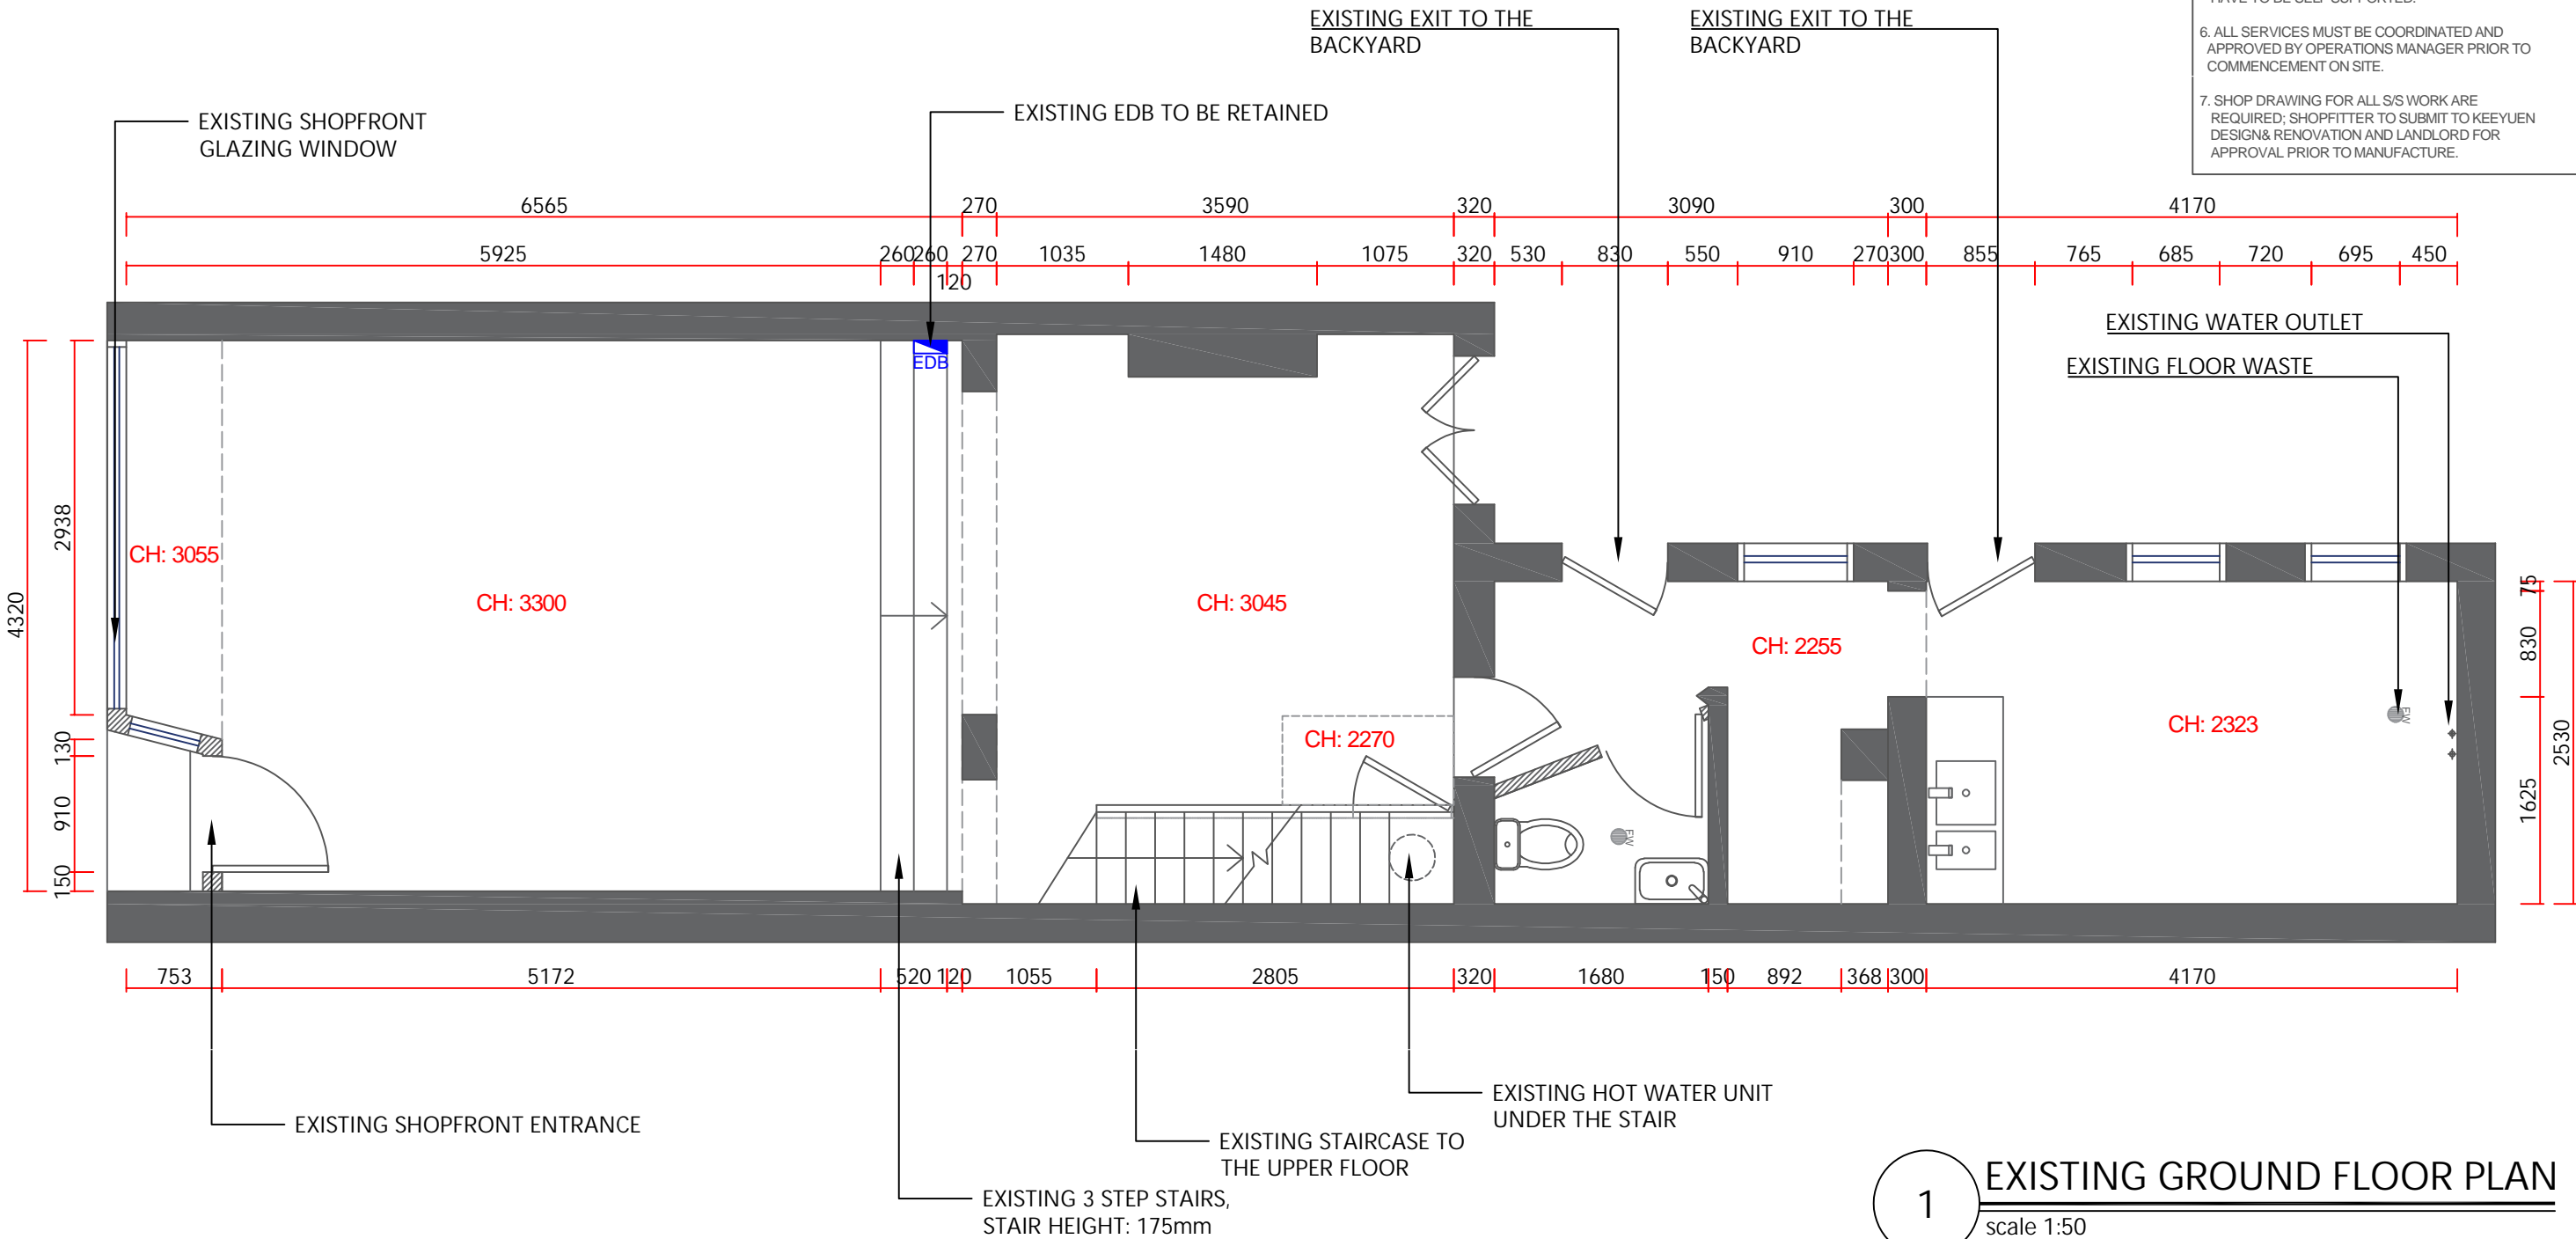 EXISTING EXIT TO THE
BACKYARD
EXISTING EXIT TO THE
BACKYARD
HAVE TO BE SELF SUPPORTED.
6. ALL SERVICES MUST BE COORDINATED AND
APPROVED BY OPERATIONS MANAGER PRIOR TO
COMMENCEMENT ON SITE.
7. SHOP DRAWING FOR ALL S/S WORK ARE
REQUIRED; SHOPFITTER TO SUBMIT TO KEEYUEN
DESIGN& RENOVATION AND LANDLORD FOR
APPROVAL PRIOR TO MANUFACTURE.
EXISTING SHOPFRONT
GLAZING WINDOW
EXISTING EDB TO BE RETAINED
6565 270 3590 320 3090 300 4170
5925 260 260 270 1035 1480 1075 320 530 830 550 910 270 300 855 765 685 720 695 450
120
EXISTING WATER OUTLET
EXISTING FLOOR WASTE
EDB
4320
2938
130
910
150
CH: 3055
CH: 3300
CH: 3045
CH: 2270
CH: 2255
CH: 2323
FW
FW
75
830
1625
2530
753 5172 520 120 1055 2805 320 1680 150 892 368 300 4170
EXISTING SHOPFRONT ENTRANCE
EXISTING HOT WATER UNIT
UNDER THE STAIR
EXISTING STAIRCASE TO
THE UPPER FLOOR
EXISTING 3 STEP STAIRS,
STAIR HEIGHT: 175mm
1
EXISTING GROUND FLOOR PLAN
scale 1:50